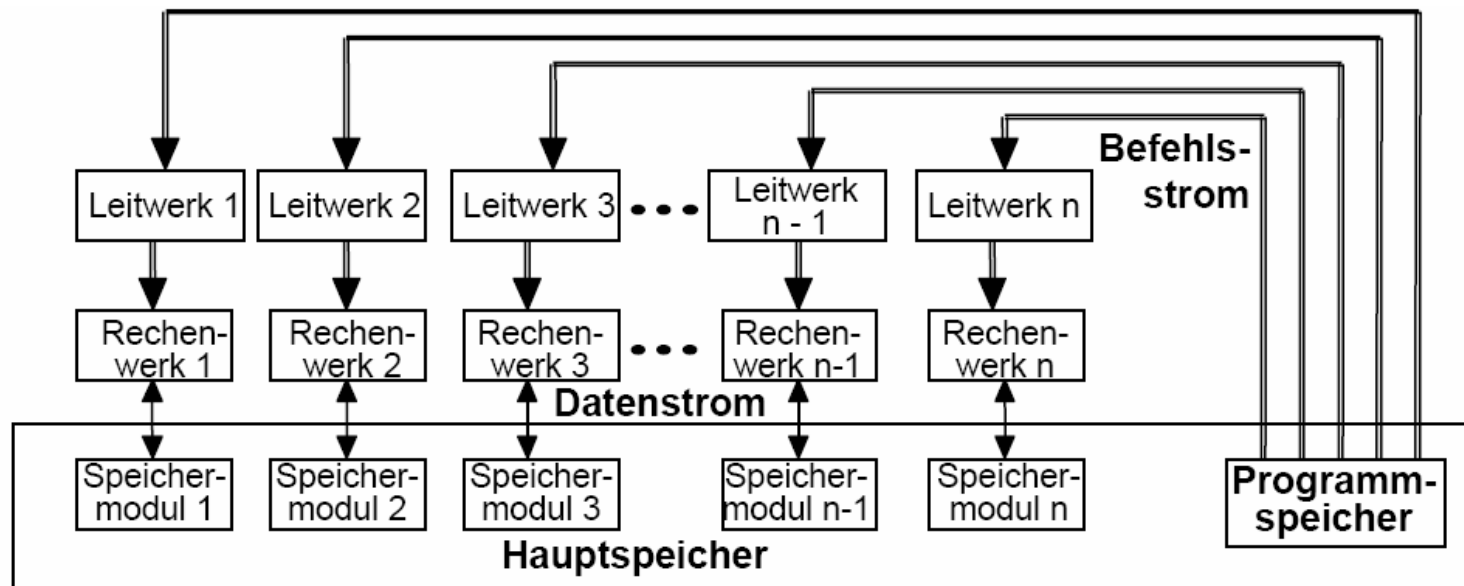 Befehls-
strom
Leitwerk 1
Leitwerk 2
Leitwerk 3
Leitwerk
n - 1
Leitwerk n
Rechen-
werk 1
Rechen-
werk 2
Rechen-
werk 3
Rechen-
werk n-1
Rechen-
werk n
Datenstrom
Speicher-
modul 1
Speicher-
modul 2
Speicher-
modul 3
Speicher-
modul n-1
Speicher-
modul n
Programm-
speicher
Hauptspeicher